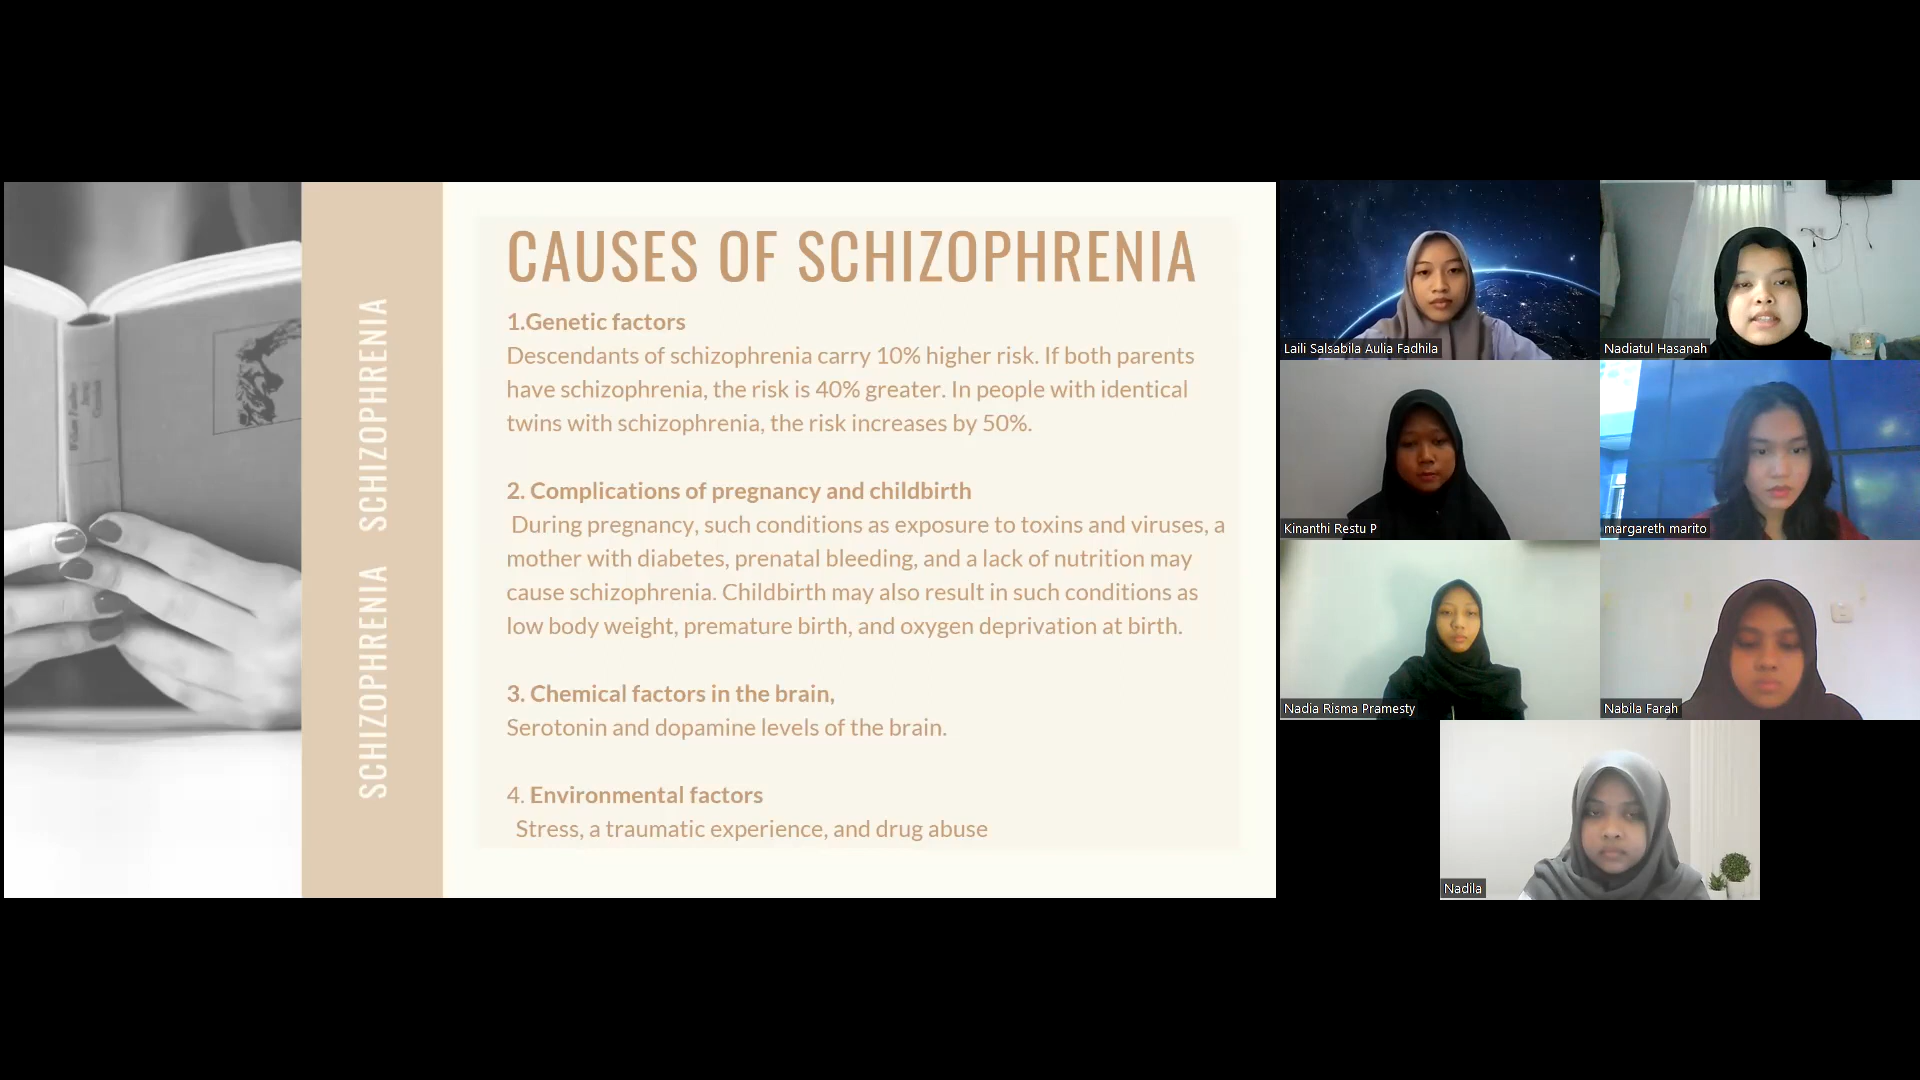 SCHIZOPHRENIA SCHIZOPHRENIA
CAUSES OF SCHIZOPHRENIA
1.Genetic factors
Descendants of schizophrenia carry 10% higher risk. If both parents
have schizophrenia, the risk is 40% greater. In people with identical
twins with schizophrenia, the risk increases by 50%.
2. Complications of pregnancy and childbirth
During pregnancy, such conditions as exposure to toxins and viruses, a
mother with diabetes, prenatal bleeding, and a lack of nutrition may
cause schizophrenia. Childbirth may also result in such conditions as
low body weight, premature birth, and oxygen deprivation at birth.
3. Chemical factors in the brain,
Serotonin and dopamine levels of the brain.
4. Environmental factors
Stress, a traumatic experience, and drug abuse
Laili Salsabila Aulia Fadhila
Nadiatul Hasanah
Kinanthi Restu P
margareth marito
Nadia Risma Pramesty
Nabila Farah
Nadila